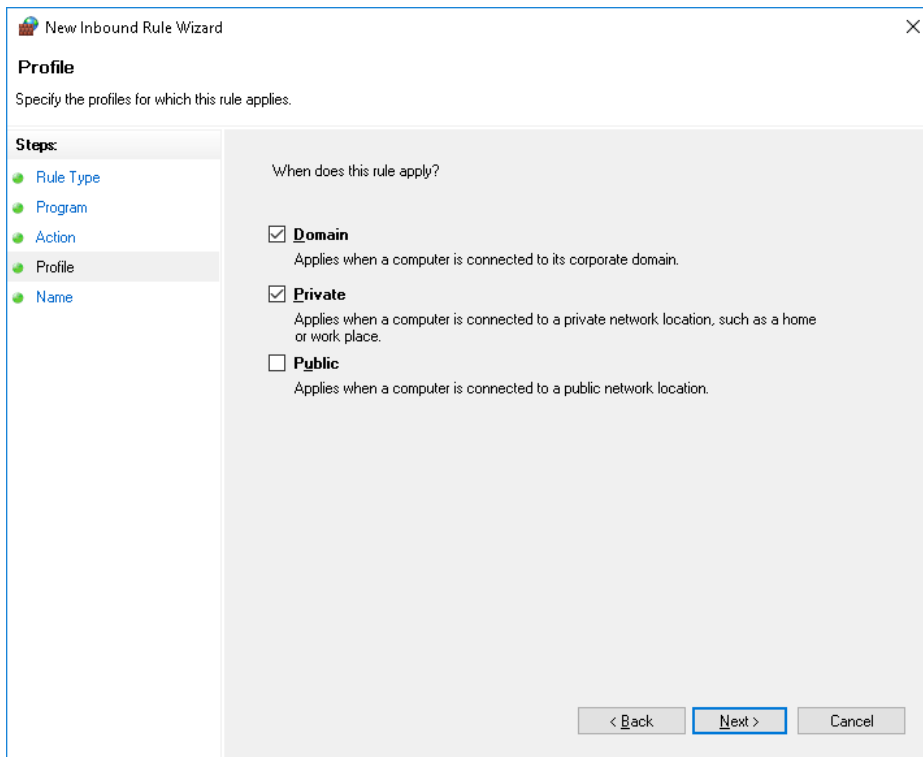 New Inbound Rule Wizard
Profile
Specify the profiles for which this rule applies.
Steps:
Rule Type
Program
Action
Profile
Name
When does this rule apply?
Domain
Applies when a computer is connected to its corporate domain.
Private
Applies when a computer is connected to a private network location, such as a home
or work place.
Public
Applies when a computer is connected to a public network location.
< Back
Next >
Cancel